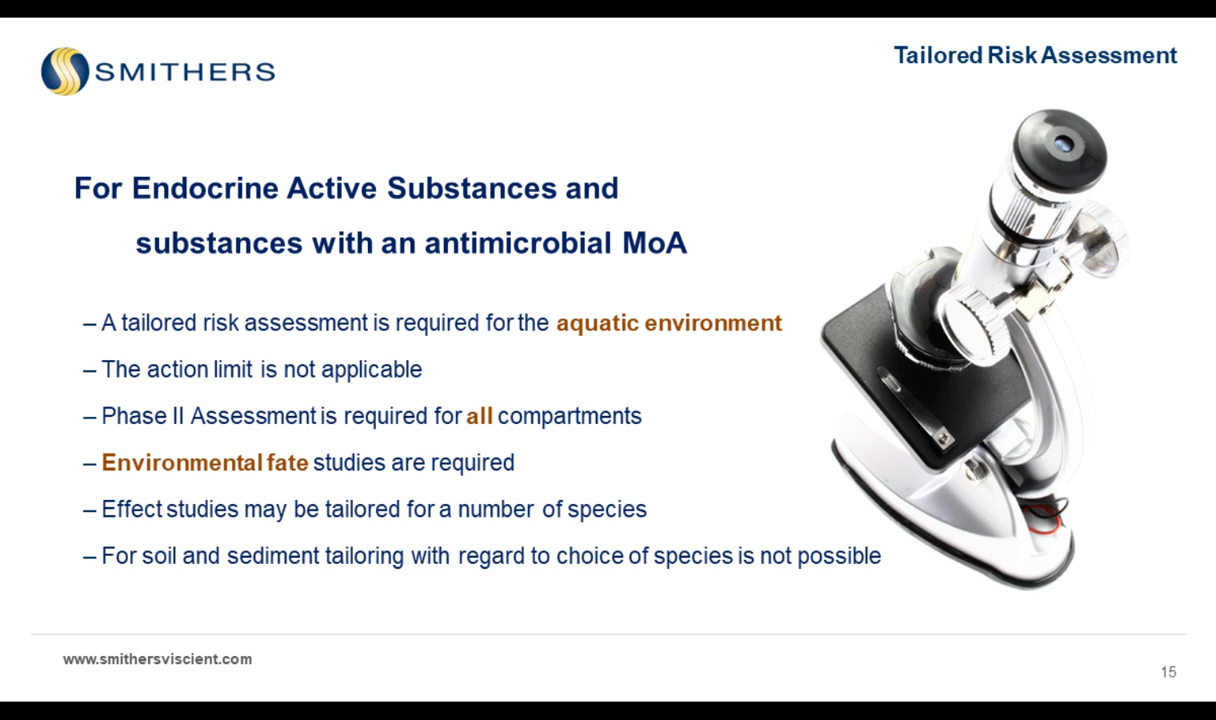 SMITHERS
Tailored Risk Assessment
For Endocrine Active Substances and
substances with an antimicrobial MoA
– A tailored risk assessment is required for the aquatic environment
– The action limit is not applicable
– Phase II Assessment is required for all compartments
– Environmental fate studies are required
– Effect studies may be tailored for a number of species
– For soil and sediment tailoring with regard to choice of species is not possible
www.smithersviscient.com
15